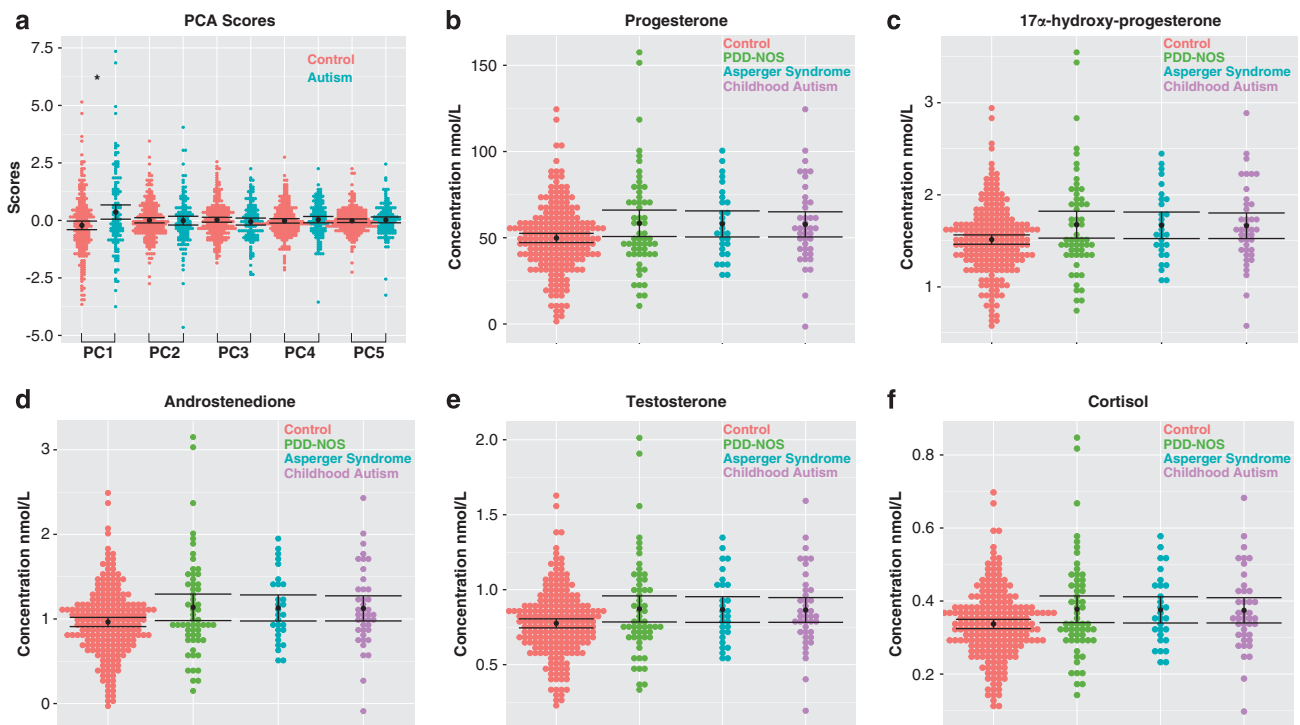 a
PCA Scores
Control
Autism
*
Scores
7.5
5.0
2.5
0.0
-2.5
-5.0
PC1
PC2
PC3
PC4
PC5
b
Progesterone
Control
PDD-NOS
Asperger Syndrome
Childhood Autism
Concentration nmol/L
150
100
50
0
c
17α-hydroxy-progesterone
Control
PDD-NOS
Asperger Syndrome
Childhood Autism
Concentration nmol/L
3
2
1
d
Androstenedione
Control
PDD-NOS
Asperger Syndrome
Childhood Autism
Concentration nmol/L
3
2
1
0
e
Testosterone
Control
PDD-NOS
Asperger Syndrome
Childhood Autism
Concentration nmol/L
2.0
1.5
1.0
0.5
f
Cortisol
Control
PDD-NOS
Asperger Syndrome
Childhood Autism
Concentration nmol/L
0.8
0.6
0.4
0.2